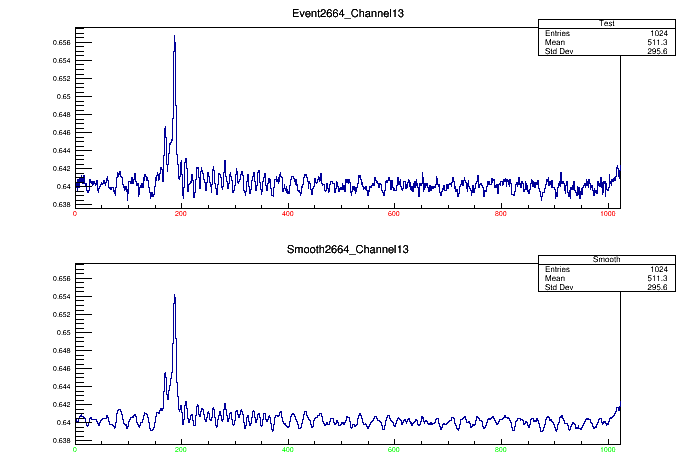 Event2664_Channel13
Test
Entries 1024
Mean 511.3
Std Dev 295.6
0.656
0.654
0.652
0.65
0.648
0.646
0.644
0.642
0.64
0.638
0 200 400 600 800 1000
Smooth2664_Channel13
Smooth
Entries 1024
Mean 511.3
Std Dev 295.6
0.656
0.654
0.652
0.65
0.648
0.646
0.644
0.642
0.64
0.638
0 200 400 600 800 1000